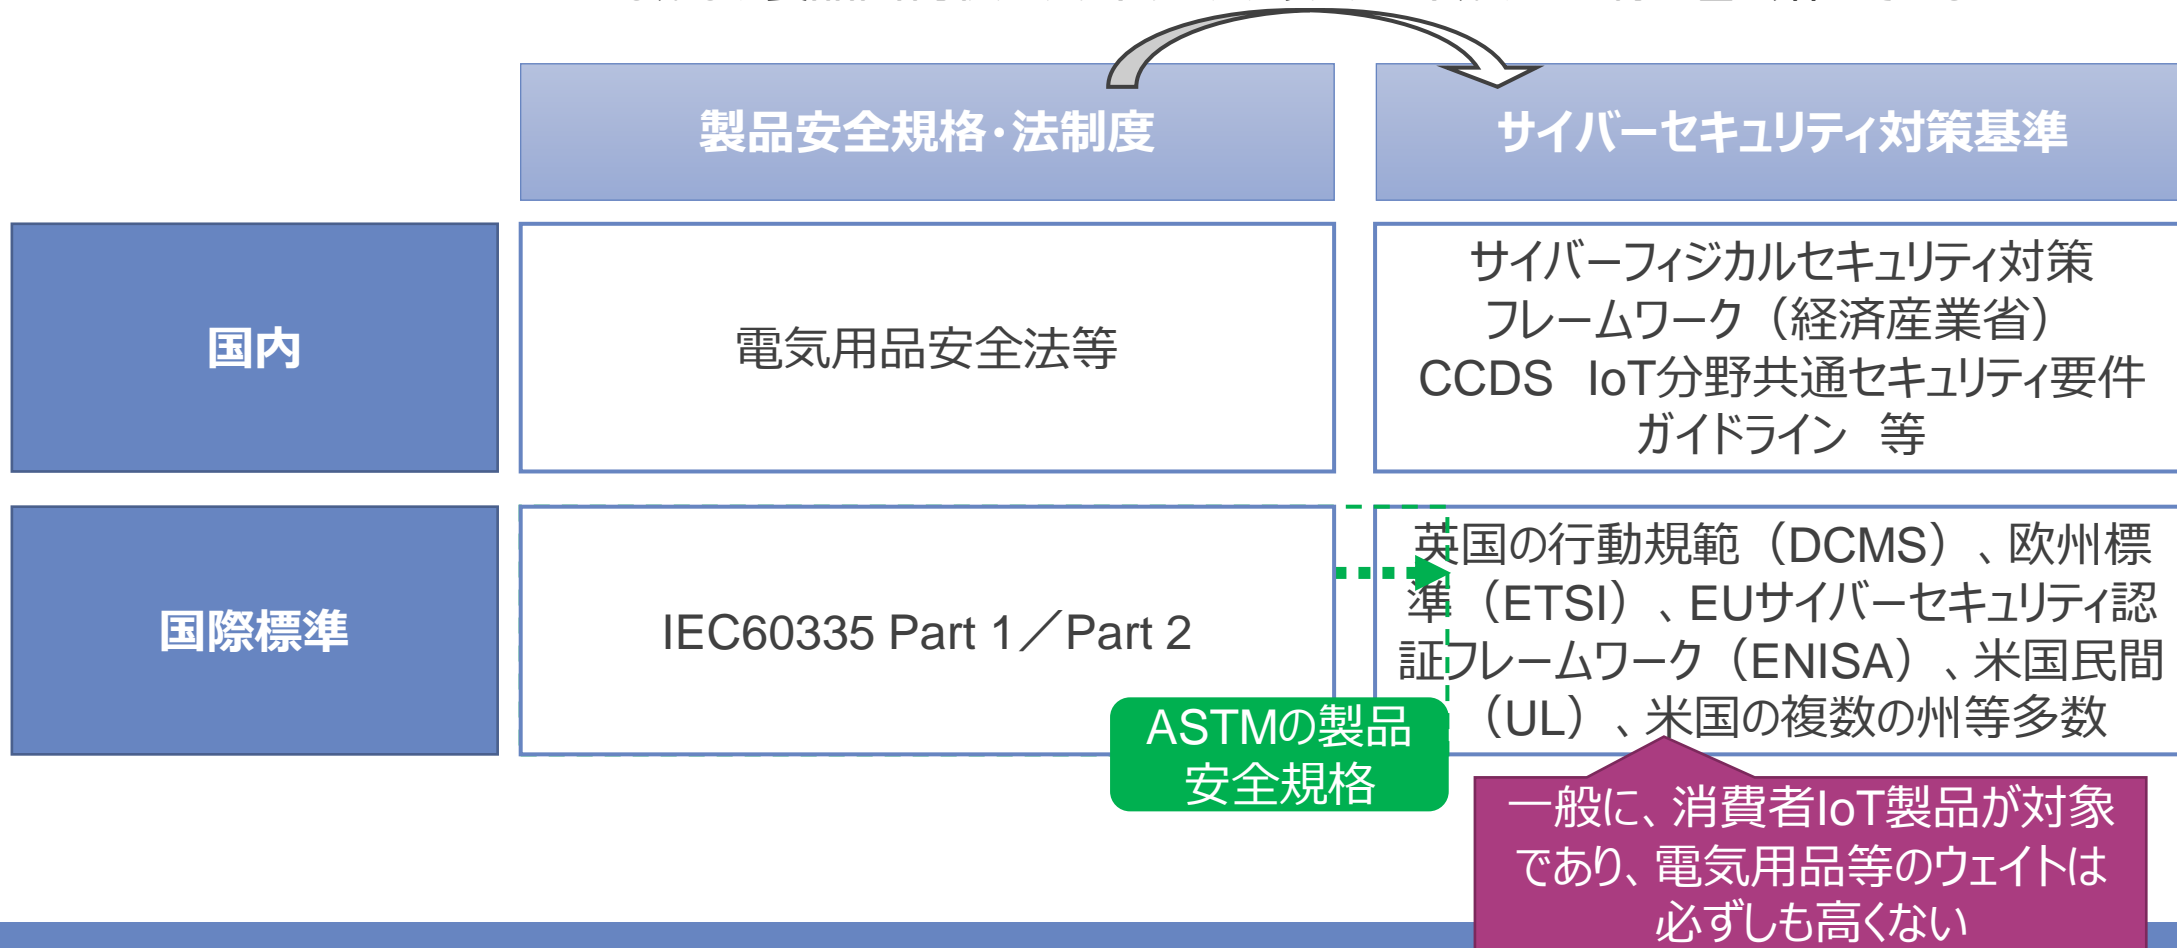 製品安全規格・法制度
サイバーセキュリティ対策基準
国内
電気用品安全法等
サイバーフィジカルセキュリティ対策
フレームワーク（経済産業省）
CCDS　IoT分野共通セキュリティ要件
ガイドライン　等
国際標準
IEC60335 Part 1／Part 2
英国の行動規範（DCMS）、欧州標
準（ETSI）、EUサイバーセキュリティ認
証フレームワーク（ENISA）、米国民間
（UL）、米国の複数の州等多数
ASTMの製品
安全規格
一般に、消費者IoT製品が対象
であり、電気用品等のウェイトは
必ずしも高くない